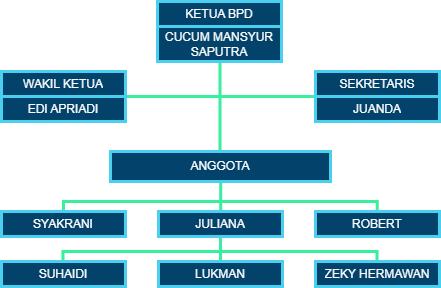 KETUA BPD
CUCUM MANSYUR
SAPUTRA
WAKIL KETUA
EDI APRIADI
SEKRETARIS
JUANDA
ANGGOTA
SYAKRANI
JULIANA
ROBERT
SUHAIDI
LUKMAN
ZEKY HERMAWAN